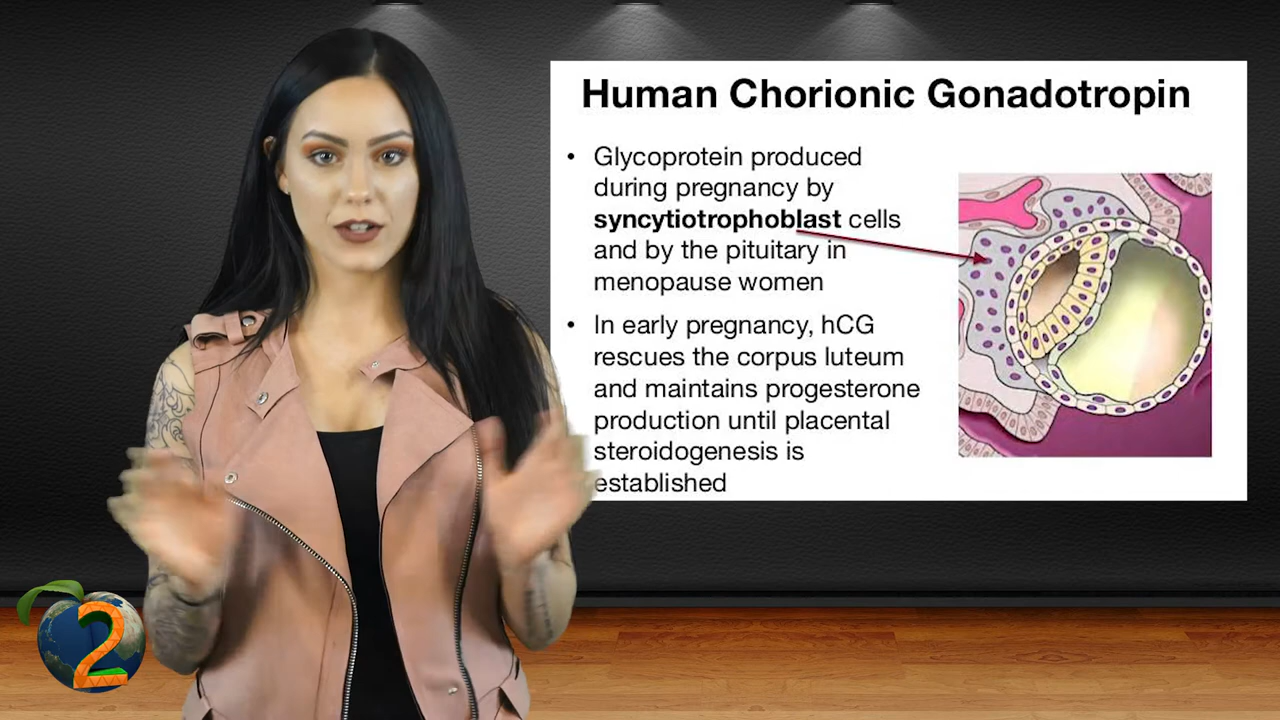 Human Chorionic Gonadotropin
• Glycoprotein produced
during pregnancy by
syncytiotrophoblast cells
and by the pituitary in
menopause women
• In early pregnancy, hCG
rescues the corpus luteum
and maintains progesterone
production until placental
steroidogenesis is
established
2